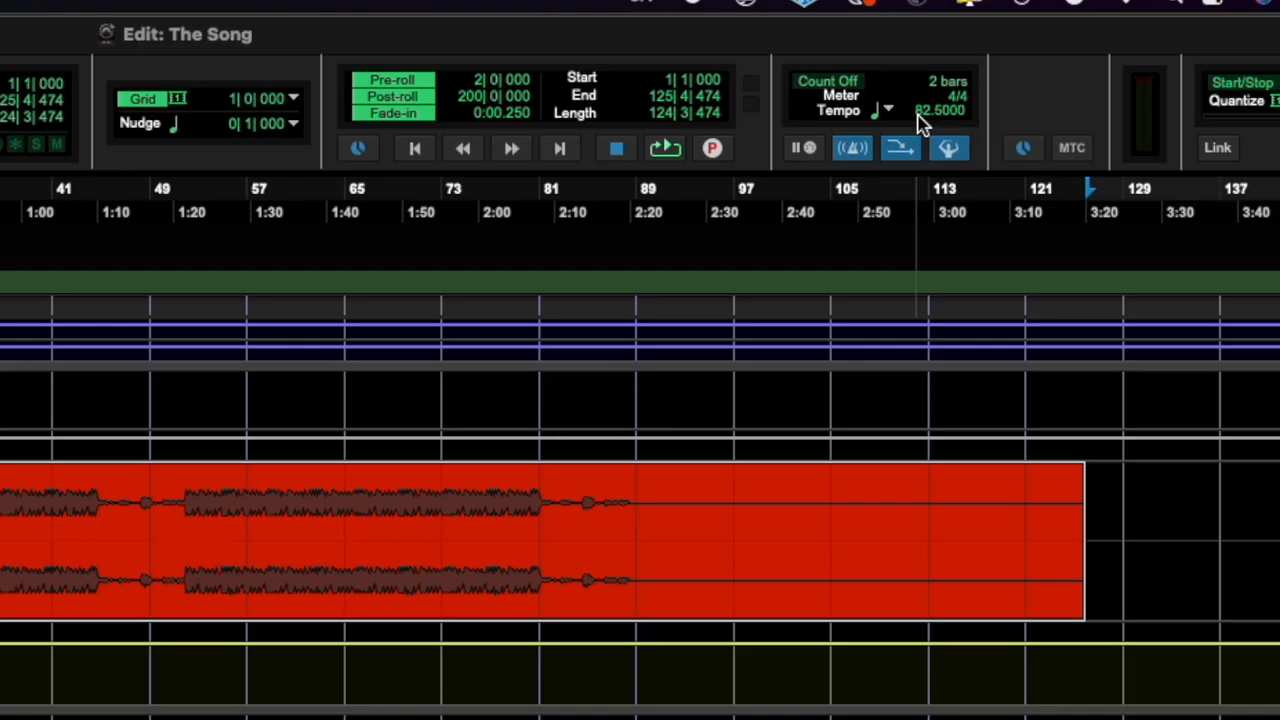 Edit: The Song
1| 1| 000
25| 4| 474
24| 3| 474
S M
Grid 1| 0| 000
Nudge 0| 1| 000
Pre-roll 2| 0| 000
Post-roll 200| 0| 000
Fade-in 0:00.250
Start 1| 1| 000
End 125| 4| 474
Length 124| 3| 474
P
Count Off 2 bars
Meter 4/4
Tempo 82.5000
MTC
Start/Stop
Quantize
Link
41 49 57 65 73 81 89 97 105 113 121 129 137
1:00 1:10 1:20 1:30 1:40 1:50 2:00 2:10 2:20 2:30 2:40 2:50 3:00 3:10 3:20 3:30 3:40